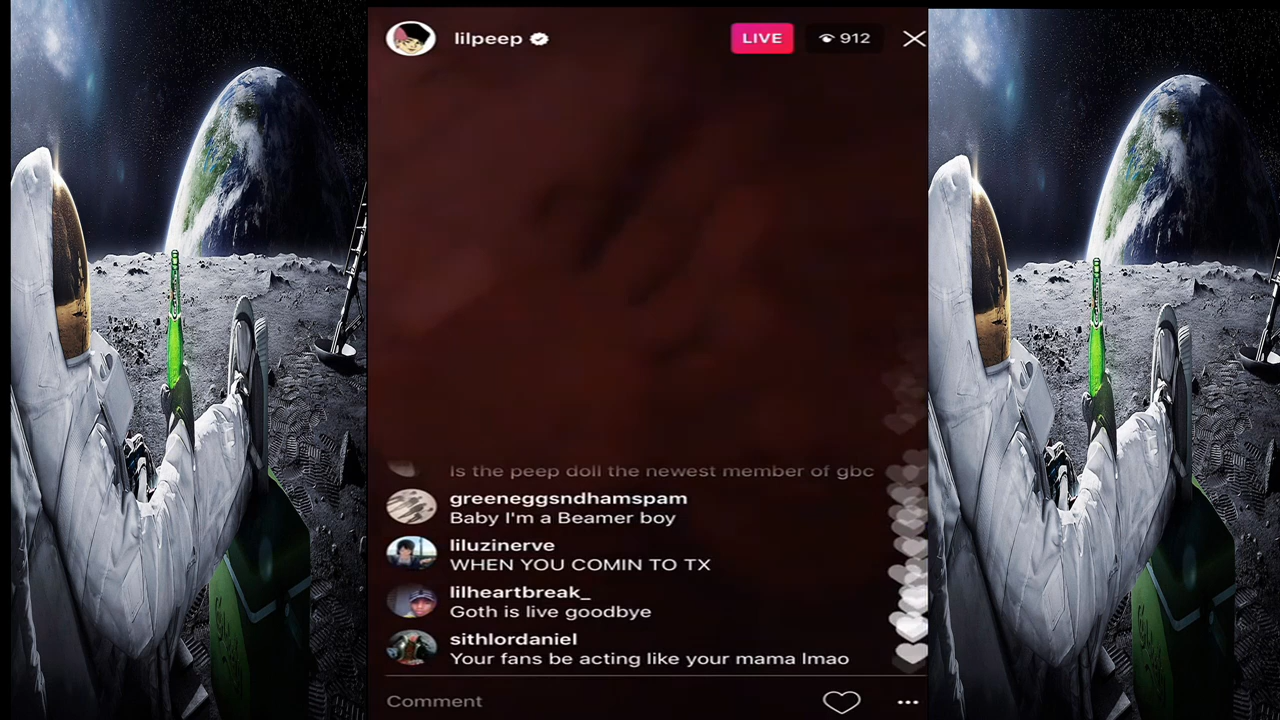 lilpeep
LIVE
912
Is the peep doll the newest member of gbc
greeneggsndhamspam
Baby I'm a Beamer boy
liluzinerve
WHEN YOU COMIN TO TX
lilheartbreak_
Goth is live goodbye
sithlordaniel
Your fans be acting like your mama lmao
Comment